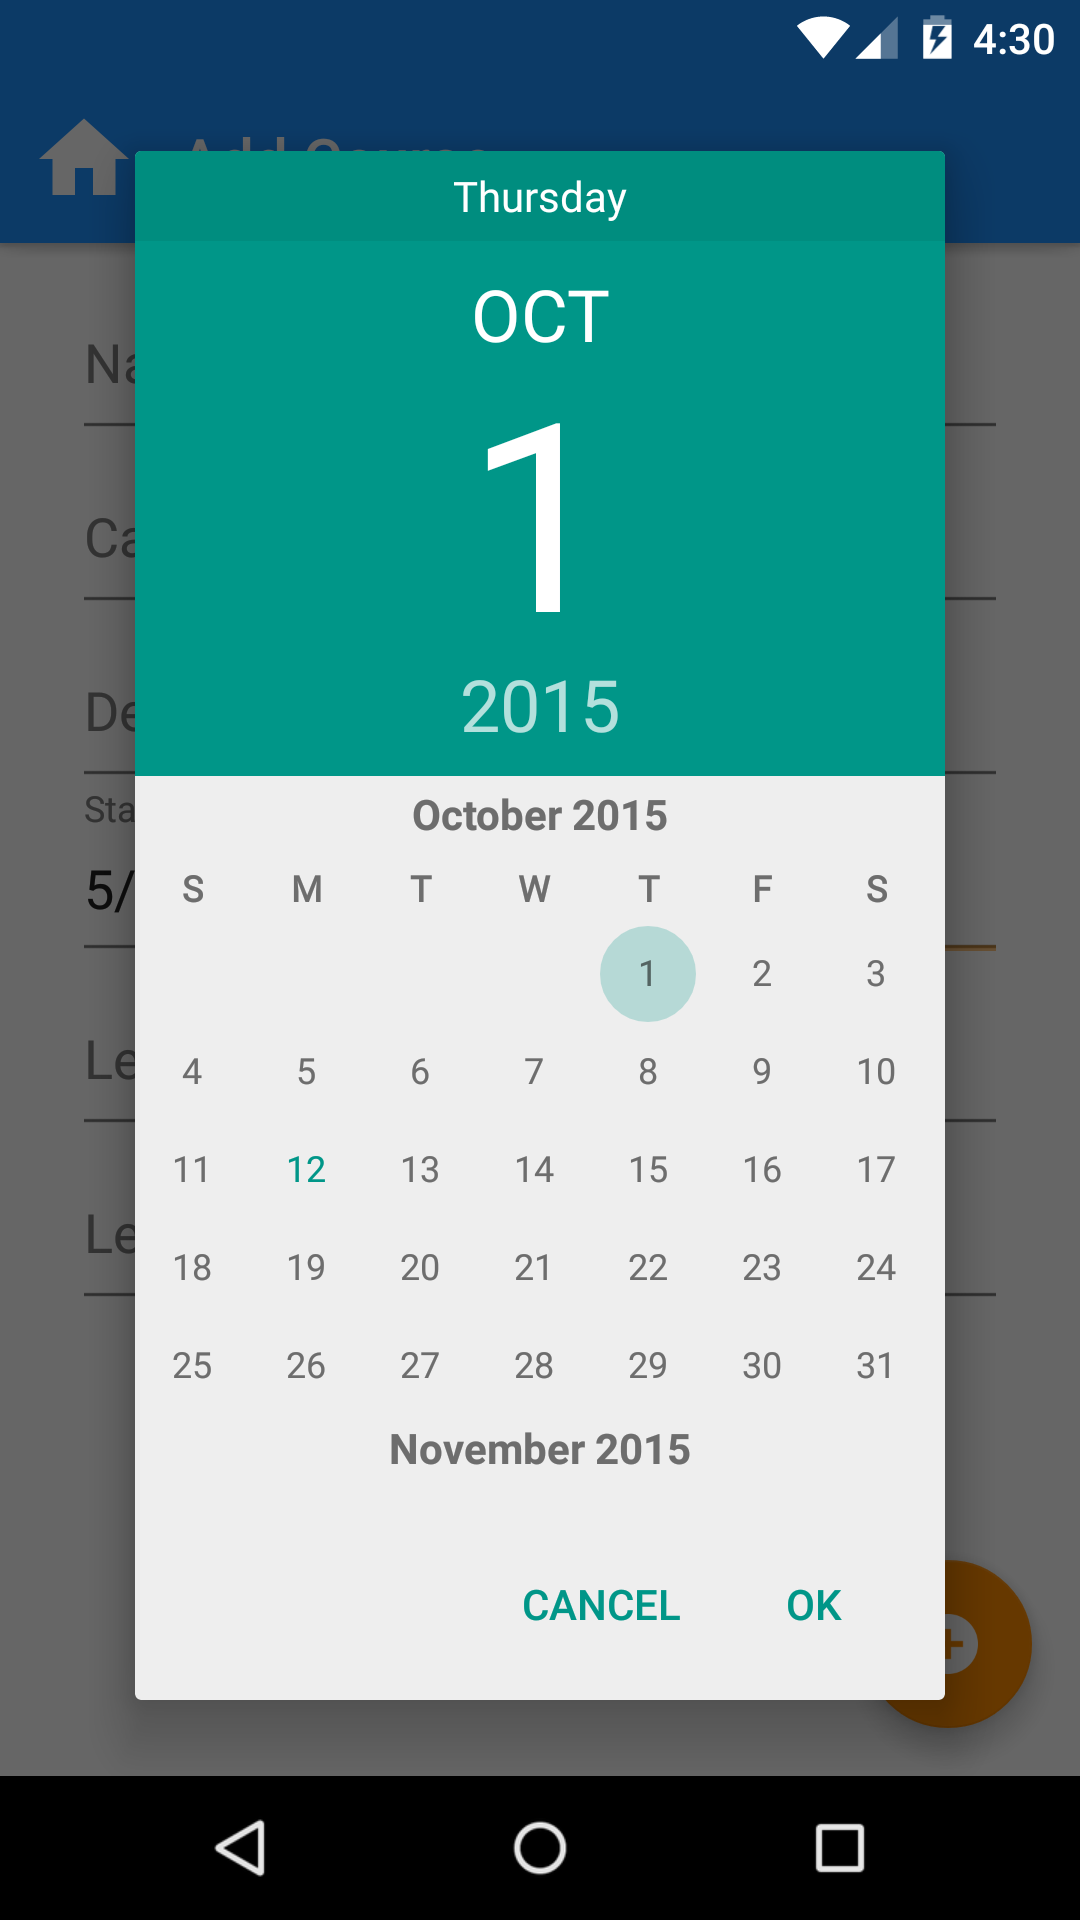 4:30
Thursday
OCT
1
2015
October 2015
S M T W T F S
1 2 3
4 5 6 7 8 9 10
11 12 13 14 15 16 17
18 19 20 21 22 23 24
25 26 27 28 29 30 31
November 2015
CANCEL OK